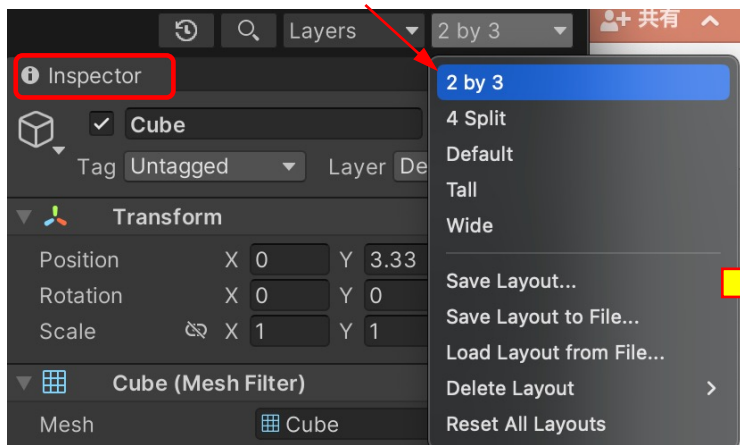 Layers 2 by 3 共有
Inspector
Cube
Tag Untagged Layer De
Transform
Position X 0 Y 3.33
Rotation X 0 Y 0
Scale X 1 Y 1
Cube (Mesh Filter)
Mesh Cube
2 by 3
4 Split
Default
Tall
Wide
Save Layout...
Save Layout to File...
Load Layout from File...
Delete Layout
Reset All Layouts